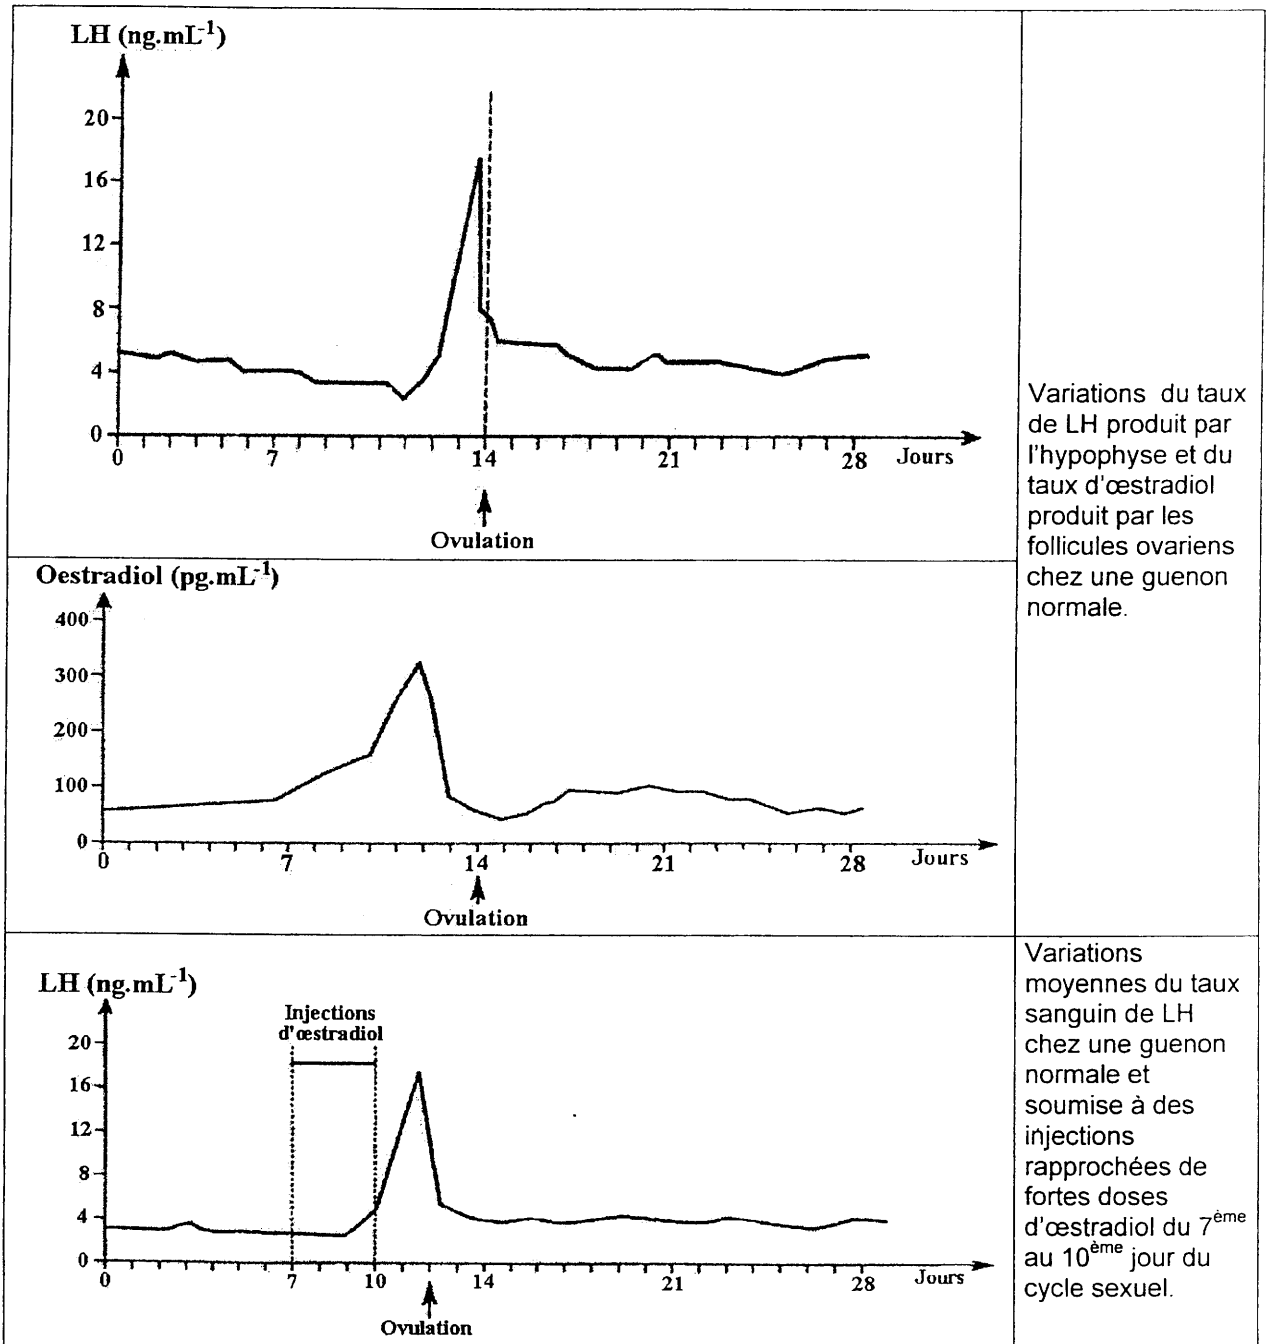 LH (ng.mL-1)
20
16
12
8
4
0
0 7 14 21 28 Jours
Ovulation
Variations du taux
de LH produit par
l'hypophyse et du
taux d'œstradiol
produit par les
follicules ovariens
chez une guenon
normale.
Oestradiol (pg.mL-1)
400
300
200
100
0
0 7 14 21 28 Jours
Ovulation
LH (ng.mL-1)
Injections
d'œstradiol
20
16
12
8
4
0
0 7 10 14 21 28 Jours
Ovulation
Variations
moyennes du taux
sanguin de LH
chez une guenon
normale et
soumise à des
injections
rapprochées de
fortes doses
d'œstradiol du 7ème
au 10ème jour du
cycle sexuel.